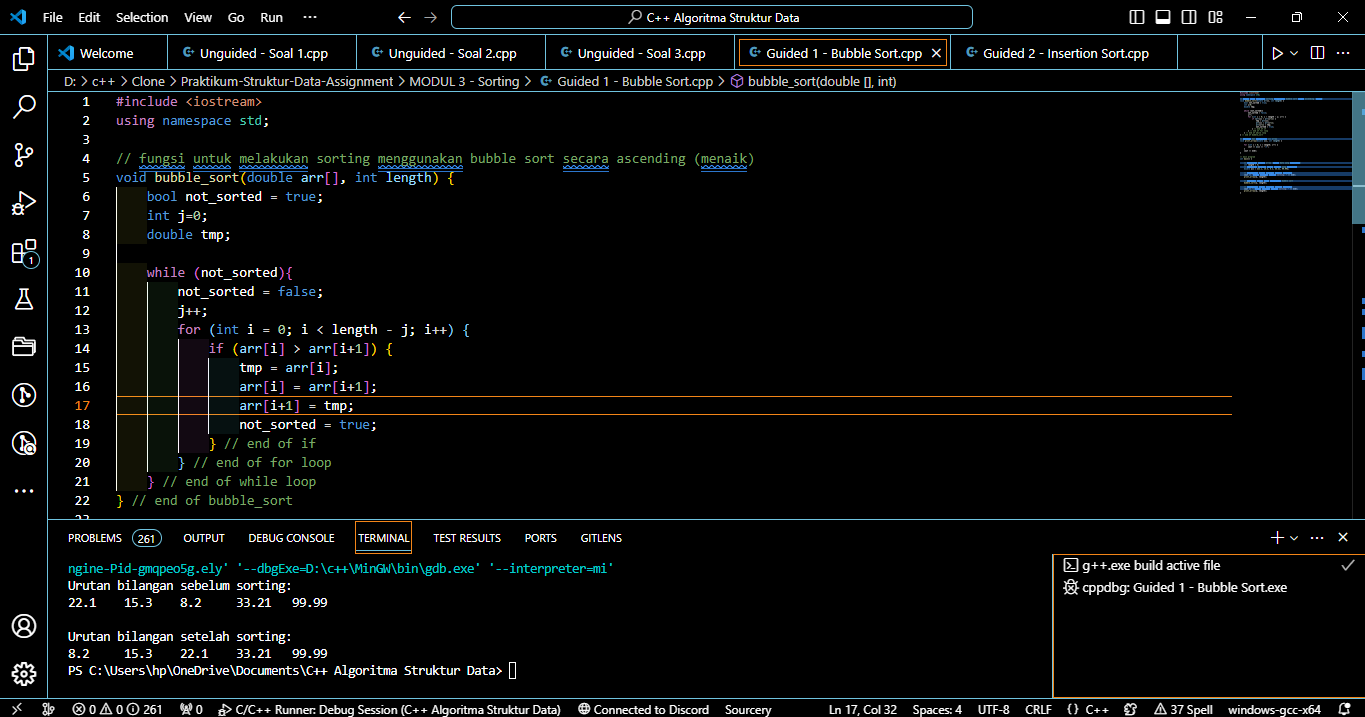 File Edit Selection View Go Run ··· C++ Algoritma Struktur Data
Welcome Unguided - Soal 1.cpp Unguided - Soal 2.cpp Unguided - Soal 3.cpp Guided 1 - Bubble Sort.cpp Guided 2 - Insertion Sort.cpp
D: > c++ > Clone > Praktikum-Struktur-Data-Assignment > MODUL 3 - Sorting > Guided 1 - Bubble Sort.cpp > bubble_sort(double [], int)
1 #include <iostream>
2 using namespace std;
3
4 // fungsi untuk melakukan sorting menggunakan bubble sort secara ascending (menaik)
5 void bubble_sort(double arr[], int length) {
6 bool not_sorted = true;
7 int j=0;
8 double tmp;
9
10 while (not_sorted){
11 not_sorted = false;
12 j++;
13 for (int i = 0; i < length - j; i++) {
14 if (arr[i] > arr[i+1]) {
15 tmp = arr[i];
16 arr[i] = arr[i+1];
17 arr[i+1] = tmp;
18 not_sorted = true;
19 } // end of if
20 } // end of for loop
21 } // end of while loop
22 } // end of bubble_sort
1
PROBLEMS 261 OUTPUT DEBUG CONSOLE TERMINAL TEST RESULTS PORTS GITLENS
ngine-Pid-gmqpeo5g.ely' '--dbgExe=D:\c++\MinGW\bin\gdb.exe' '--interpreter=mi'
Urutan bilangan sebelum sorting:
22.1 15.3 8.2 33.21 99.99
Urutan bilangan setelah sorting:
8.2 15.3 22.1 33.21 99.99
PS C:\Users\hp\OneDrive\Documents\C++ Algoritma Struktur Data>
g++.exe build active file
cppdbg: Guided 1 - Bubble Sort.exe
0 0 261 0 C/C++ Runner: Debug Session (C++ Algoritma Struktur Data) Connected to Discord Sourcery Ln 17, Col 32 Spaces: 4 UTF-8 CRLF {} C++ 37 Spell windows-gcc-x64